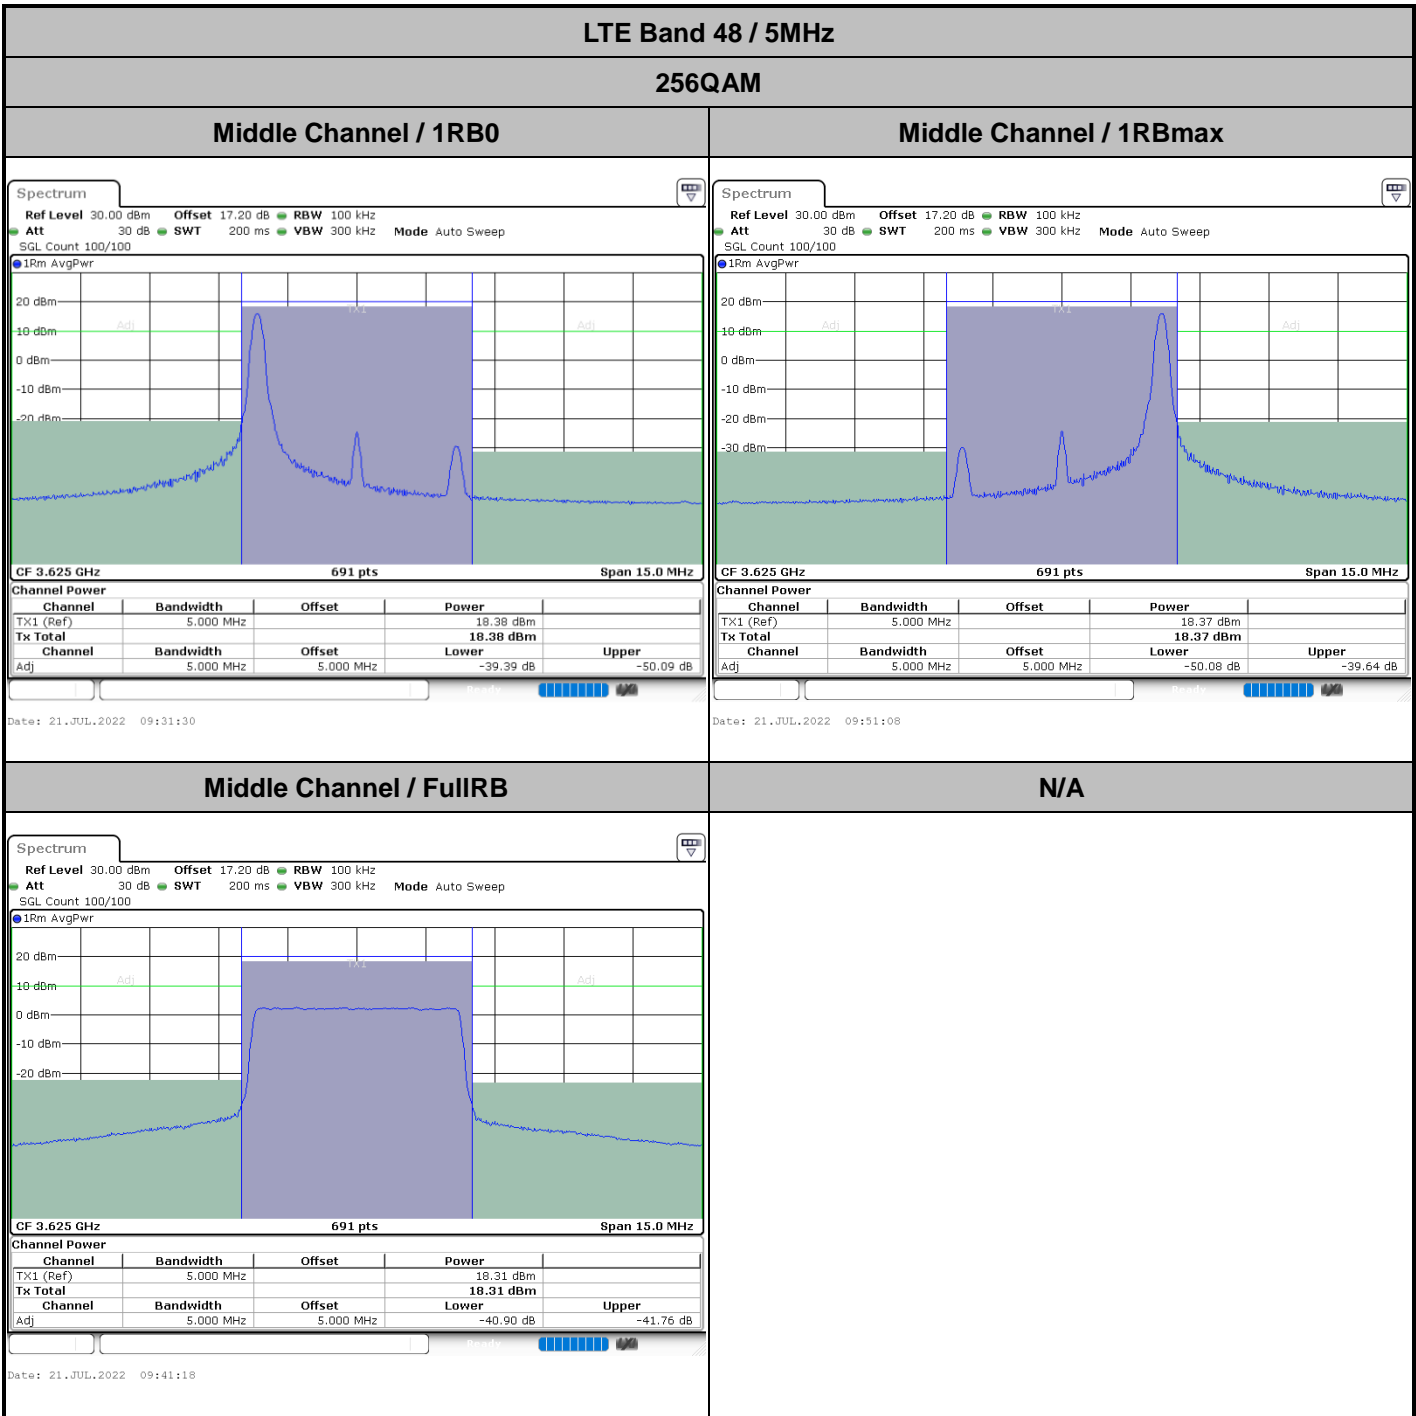 LTE Band 48 / 5MHz
256QAM
Middle Channel / 1RB0
Middle Channel / 1RBmax
Spectrum
Ref Level 30.00 dBm Offset 17.20 dB RBW 100 kHz
Att 30 dB SWT 200 ms VBW 300 kHz Mode Auto Sweep
SGL Count 100/100
1Rm AvgPwr
TX1
20 dBm
Adj Adj
10 dBm
0 dBm
-10 dBm
-20 dBm
CF 3.625 GHz 691 pts Span 15.0 MHz
Channel Power
Channel Bandwidth Offset Power
TX1 (Ref) 5.000 MHz 18.38 dBm
Tx Total 18.38 dBm
Channel Bandwidth Offset Lower Upper
Adj 5.000 MHz 5.000 MHz -39.39 dB -50.09 dB
Ready
Date: 21.JUL.2022 09:31:30
Spectrum
Ref Level 30.00 dBm Offset 17.20 dB RBW 100 kHz
Att 30 dB SWT 200 ms VBW 300 kHz Mode Auto Sweep
SGL Count 100/100
1Rm AvgPwr
TX1
20 dBm
Adj Adj
10 dBm
0 dBm
-10 dBm
-20 dBm
-30 dBm
CF 3.625 GHz 691 pts Span 15.0 MHz
Channel Power
Channel Bandwidth Offset Power
TX1 (Ref) 5.000 MHz 18.37 dBm
Tx Total 18.37 dBm
Channel Bandwidth Offset Lower Upper
Adj 5.000 MHz 5.000 MHz -50.08 dB -39.64 dB
Ready
Date: 21.JUL.2022 09:51:08
Middle Channel / FullRB
N/A
Spectrum
Ref Level 30.00 dBm Offset 17.20 dB RBW 100 kHz
Att 30 dB SWT 200 ms VBW 300 kHz Mode Auto Sweep
SGL Count 100/100
1Rm AvgPwr
20 dBm
TX1
Adj Adj
10 dBm
0 dBm
-10 dBm
-20 dBm
CF 3.625 GHz 691 pts Span 15.0 MHz
Channel Power
Channel Bandwidth Offset Power
TX1 (Ref) 5.000 MHz 18.31 dBm
Tx Total 18.31 dBm
Channel Bandwidth Offset Lower Upper
Adj 5.000 MHz 5.000 MHz -40.90 dB -41.76 dB
Ready
Date: 21.JUL.2022 09:41:18